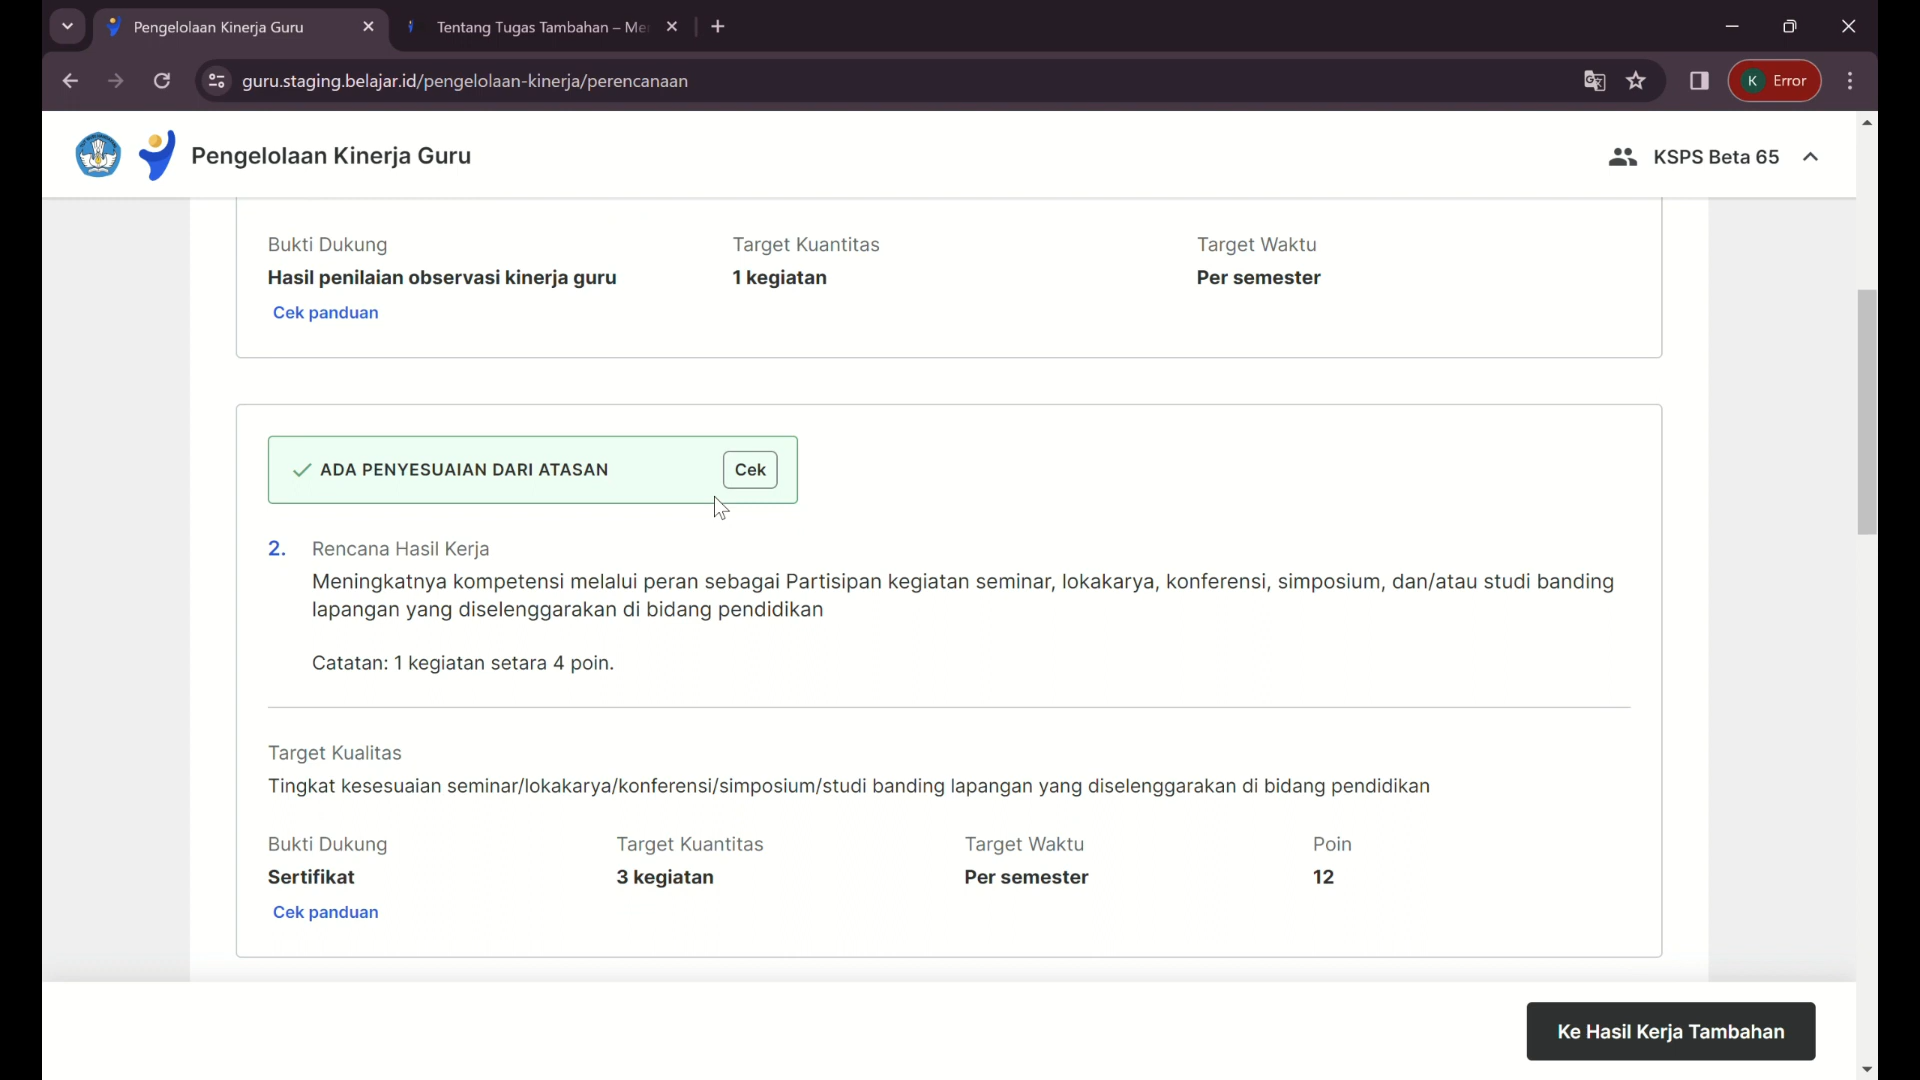 Pengelolaan Kinerja Guru
Tentang Tugas Tambahan – Me
guru.staging.belajar.id/pengelolaan-kinerja/perencanaan
K Error
Pengelolaan Kinerja Guru
KSPS Beta 65
Bukti Dukung Target Kuantitas Target Waktu
Hasil penilaian observasi kinerja guru 1 kegiatan Per semester
Cek panduan
ADA PENYESUAIAN DARI ATASAN Cek
2. Rencana Hasil Kerja
Meningkatnya kompetensi melalui peran sebagai Partisipan kegiatan seminar, lokakarya, konferensi, simposium, dan/atau studi banding
lapangan yang diselenggarakan di bidang pendidikan
Catatan: 1 kegiatan setara 4 poin.
Target Kualitas
Tingkat kesesuaian seminar/lokakarya/konferensi/simposium/studi banding lapangan yang diselenggarakan di bidang pendidikan
Bukti Dukung Target Kuantitas Target Waktu Poin
Sertifikat 3 kegiatan Per semester 12
Cek panduan
Ke Hasil Kerja Tambahan